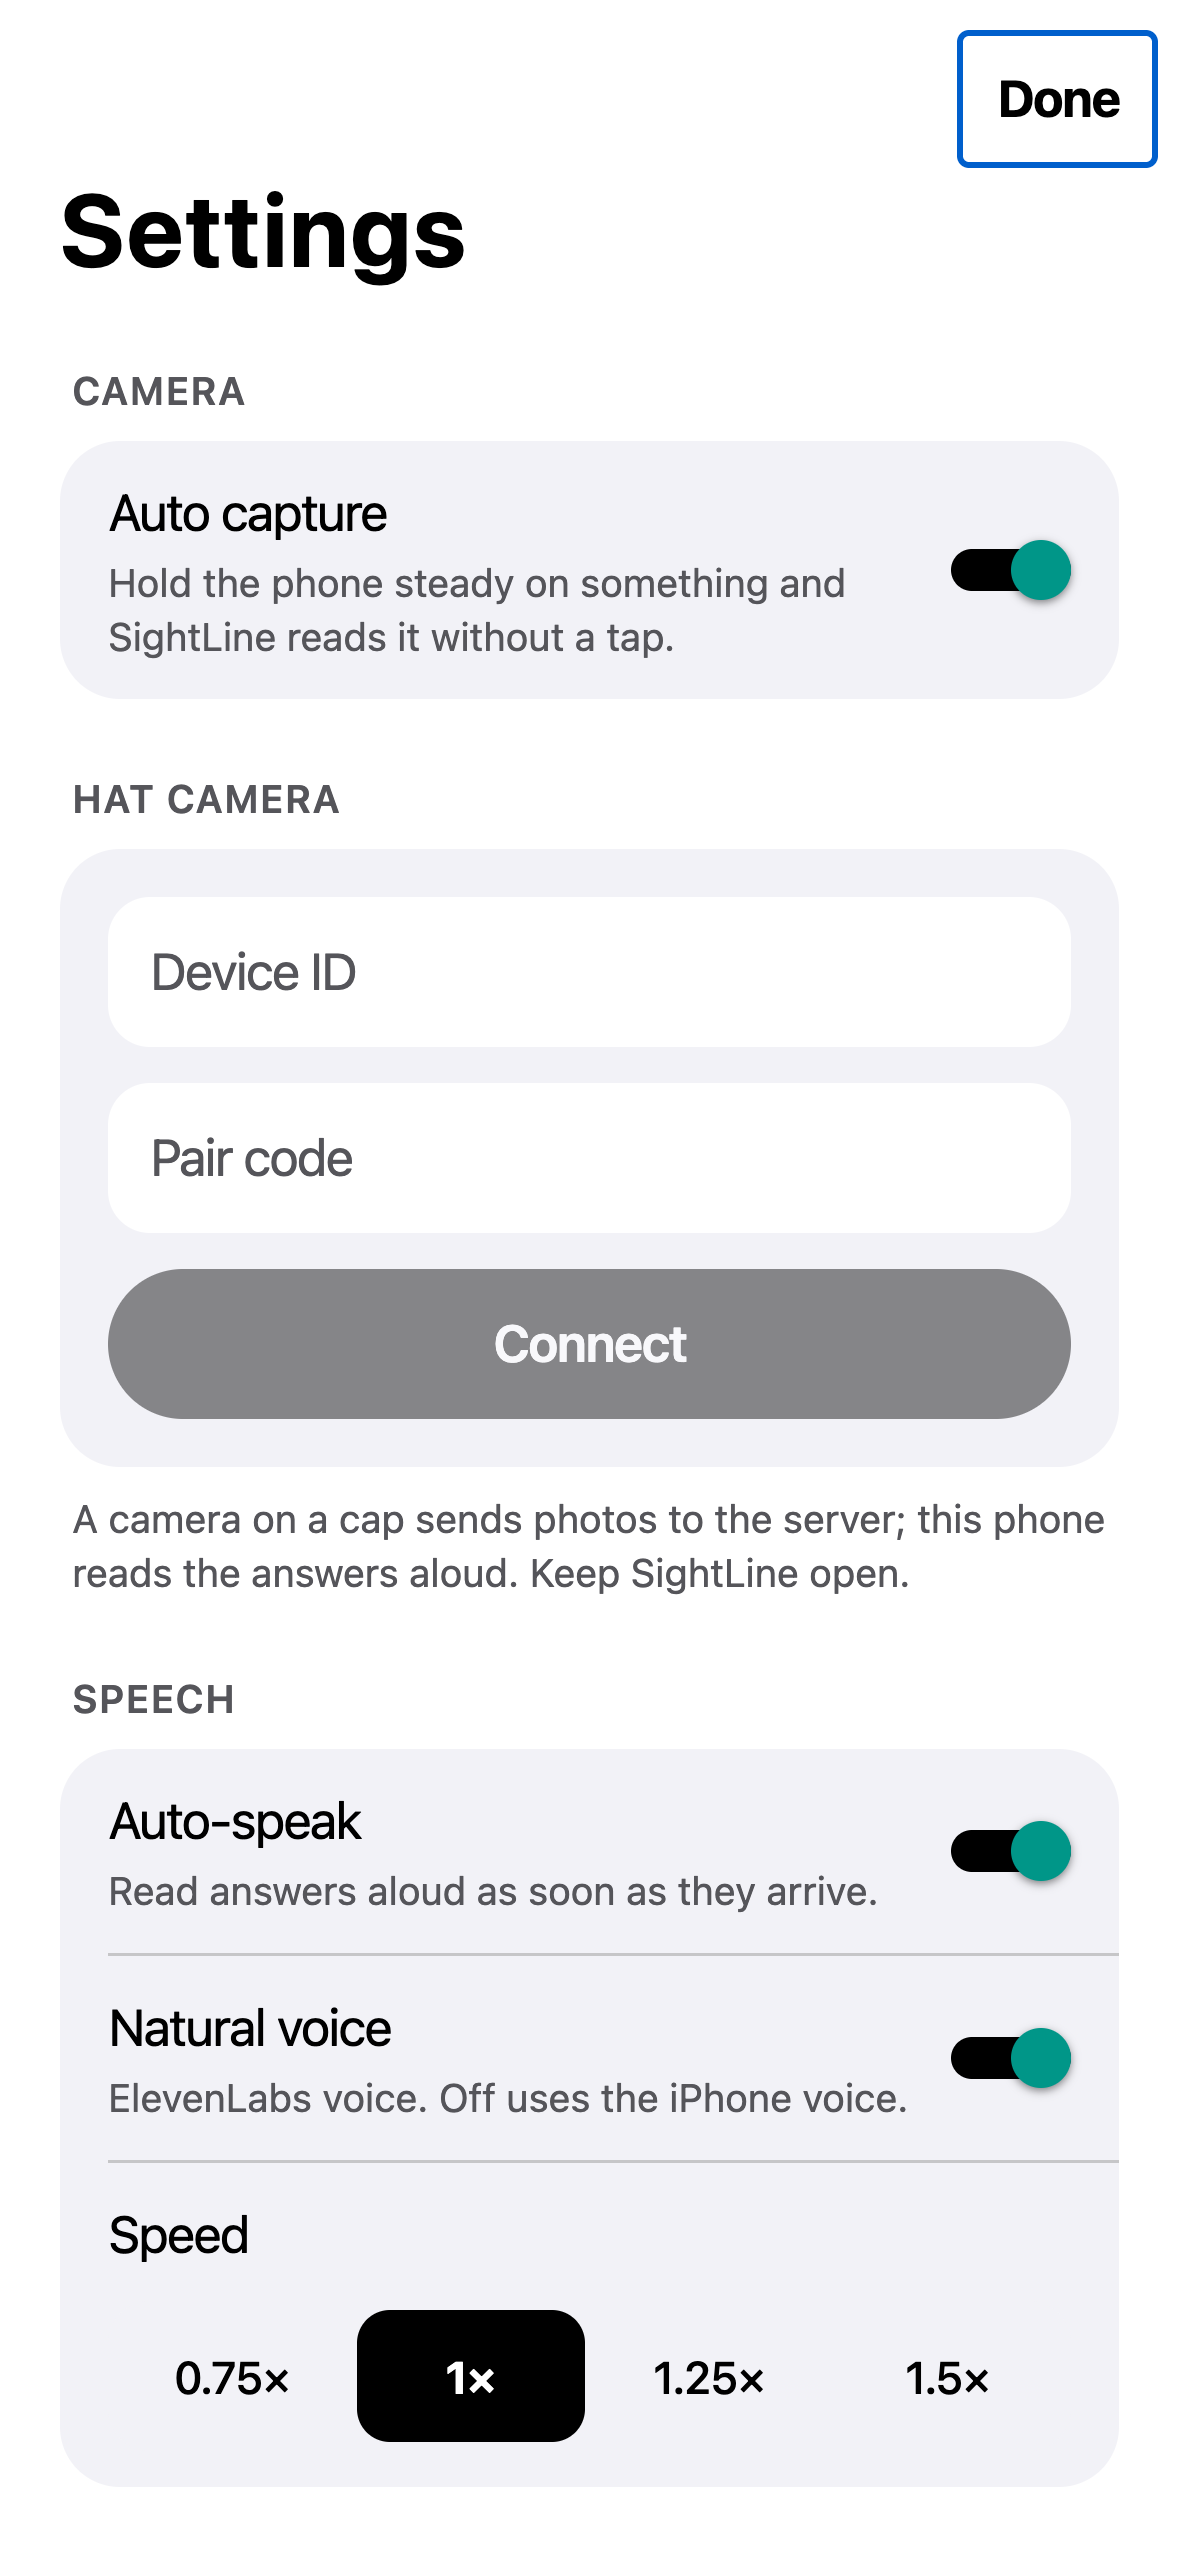 Done
Settings
CAMERA
Auto capture
Hold the phone steady on something and
SightLine reads it without a tap.
HAT CAMERA
Device ID
Pair code
Connect
A camera on a cap sends photos to the server; this phone
reads the answers aloud. Keep SightLine open.
SPEECH
Auto-speak
Read answers aloud as soon as they arrive.
Natural voice
ElevenLabs voice. Off uses the iPhone voice.
Speed
0.75× 1× 1.25× 1.5×